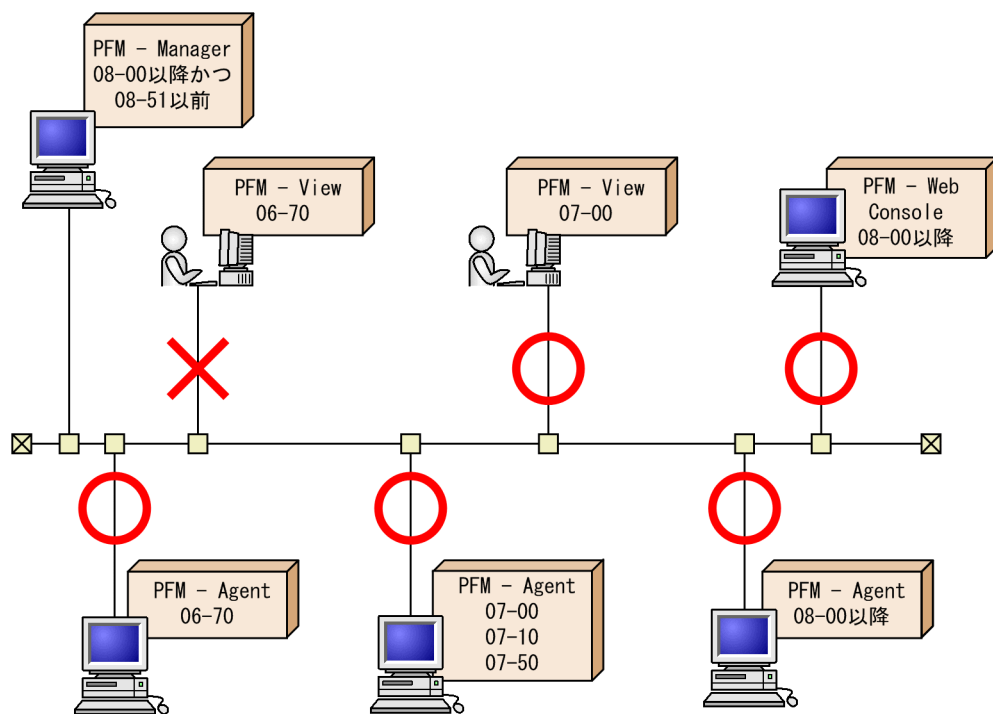 PFM − Manager
08-00以降かつ
08-51以前
PFM − View
06-70
PFM − View
07-00
PFM − Web
Console
08-00以降
PFM − Agent
06-70
PFM − Agent
07-00
07-10
07-50
PFM − Agent
08-00以降